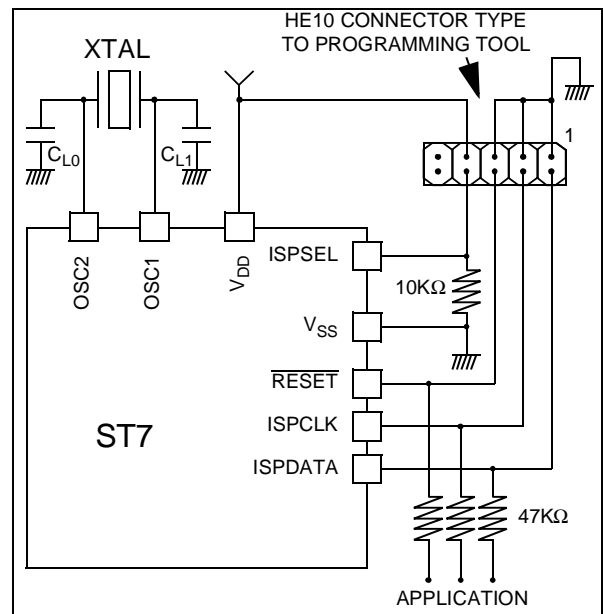 HE10 CONNECTOR TYPE
TO PROGRAMMING TOOL
XTAL
1
CL0
CL1
OSC2
OSC1
VDD
ISPSEL
10KΩ
VSS
RESET
ISPCLK
ST7
ISPDATA
47KΩ
APPLICATION